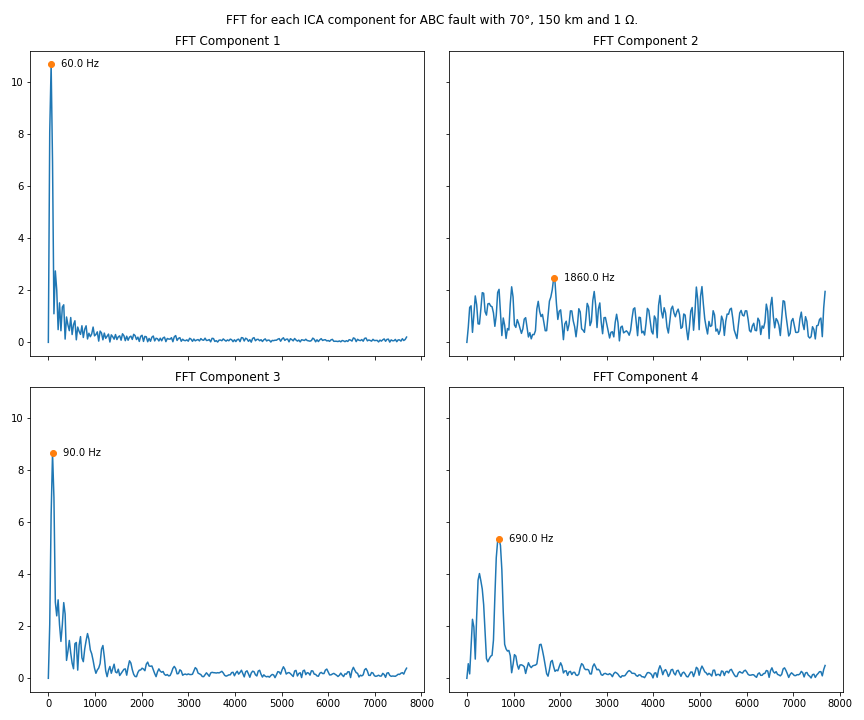 FFT for each ICA component for ABC fault with 70°, 150 km and 1 Ω.
FFT Component 1
FFT Component 2
10
8
6
4
2
0
60.0 Hz
1860.0 Hz
FFT Component 3
FFT Component 4
10
8
6
4
2
0
90.0 Hz
690.0 Hz
0 1000 2000 3000 4000 5000 6000 7000 8000
0 1000 2000 3000 4000 5000 6000 7000 8000